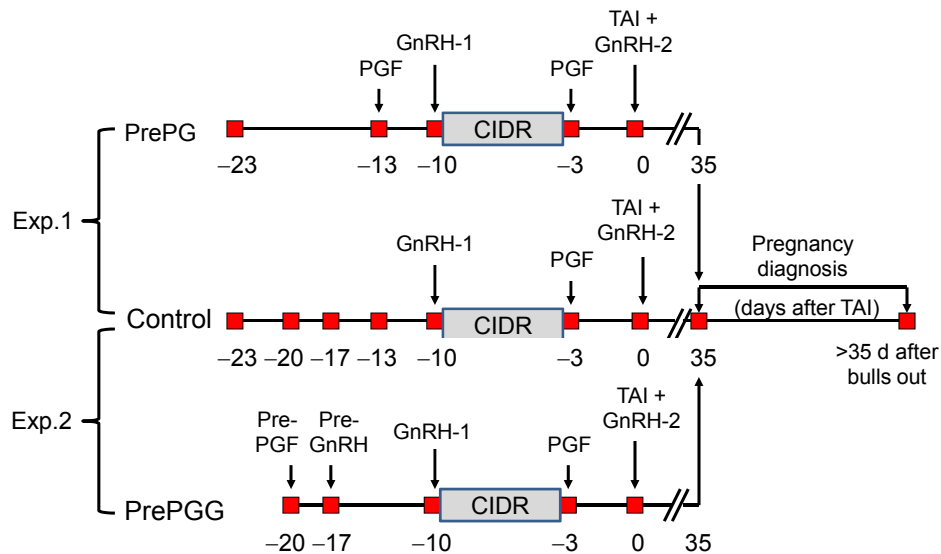 TAI +
GnRH-2
GnRH-1
PGF
PGF
PrePG
CIDR
–23
–13
–10
–3
0
35
Exp.1
TAI +
GnRH-2
GnRH-1
PGF
Pregnancy
diagnosis
(days after TAI)
Control
CIDR
–23
–20
–17
–13
–10
–3
0
35
>35 d after
bulls out
Exp.2
Pre-
PGF
Pre-
GnRH
GnRH-1
PGF
TAI +
GnRH-2
PrePGG
CIDR
–20
–17
–10
–3
0
35